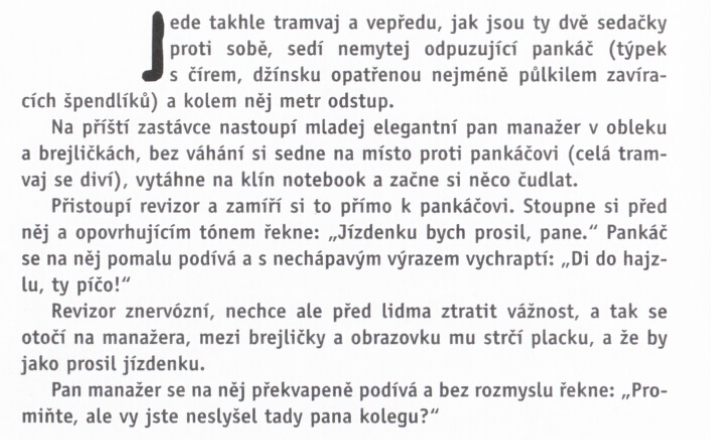 Jede takhle tramvaj a vepředu, jak jsou ty dvě sedačky
proti sobě, sedí nemytej odpuzující pankáč (týpek
s čírem, džínsku opatřenou nejméně půlkilem zavíra-
cích špendlíků) a kolem něj metr odstup.
Na příští zastávce nastoupí mladej elegantní pan manažer v obleku
a brejličkách, bez váhání si sedne na místo proti pankáčovi (celá tram-
vaj se diví), vytáhne na klín notebook a začne si něco čudlat.
Přistoupí revizor a zamíří si to přímo k pankáčovi. Stoupne si před
něj a opovrhujícím tónem řekne: „Jízdenku bych prosil, pane.“ Pankáč
se na něj pomalu podívá a s nechápavým výrazem vychraptí: „Di do hajz-
lu, ty píčo!“
Revizor znervózní, nechce ale před lidma ztratit vážnost, a tak se
otočí na manažera, mezi brejličky a obrazovku mu strčí placku, a že by
jako prosil jízdenku.
Pan manažer se na něj překvapeně podívá a bez rozmyslu řekne: „Pro-
miňte, ale vy jste neslyšel tady pana kolegu?“